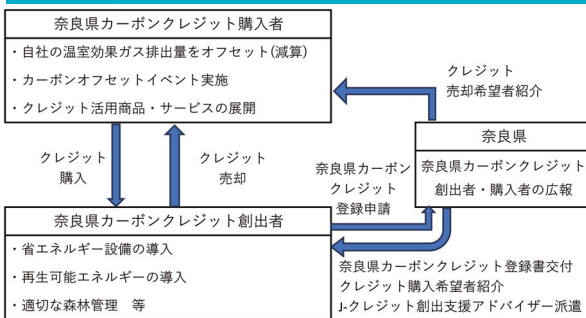 奈良県カーボンクレジット購入者
・自社の温室効果ガス排出量をオフセット(減算)
・カーボンオフセットイベント実施
・クレジット活用商品・サービスの展開
クレジット
売却希望者紹介
奈良県
奈良県カーボンクレジット
創出者・購入者の広報
クレジット
購入
クレジット
売却
奈良県カーボン
クレジット
登録申請
奈良県カーボンクレジット創出者
・省エネルギー設備の導入
・再生可能エネルギーの導入
・適切な森林管理　等
奈良県カーボンクレジット登録書交付
クレジット購入希望者紹介
J-クレジット創出支援アドバイザー派遣